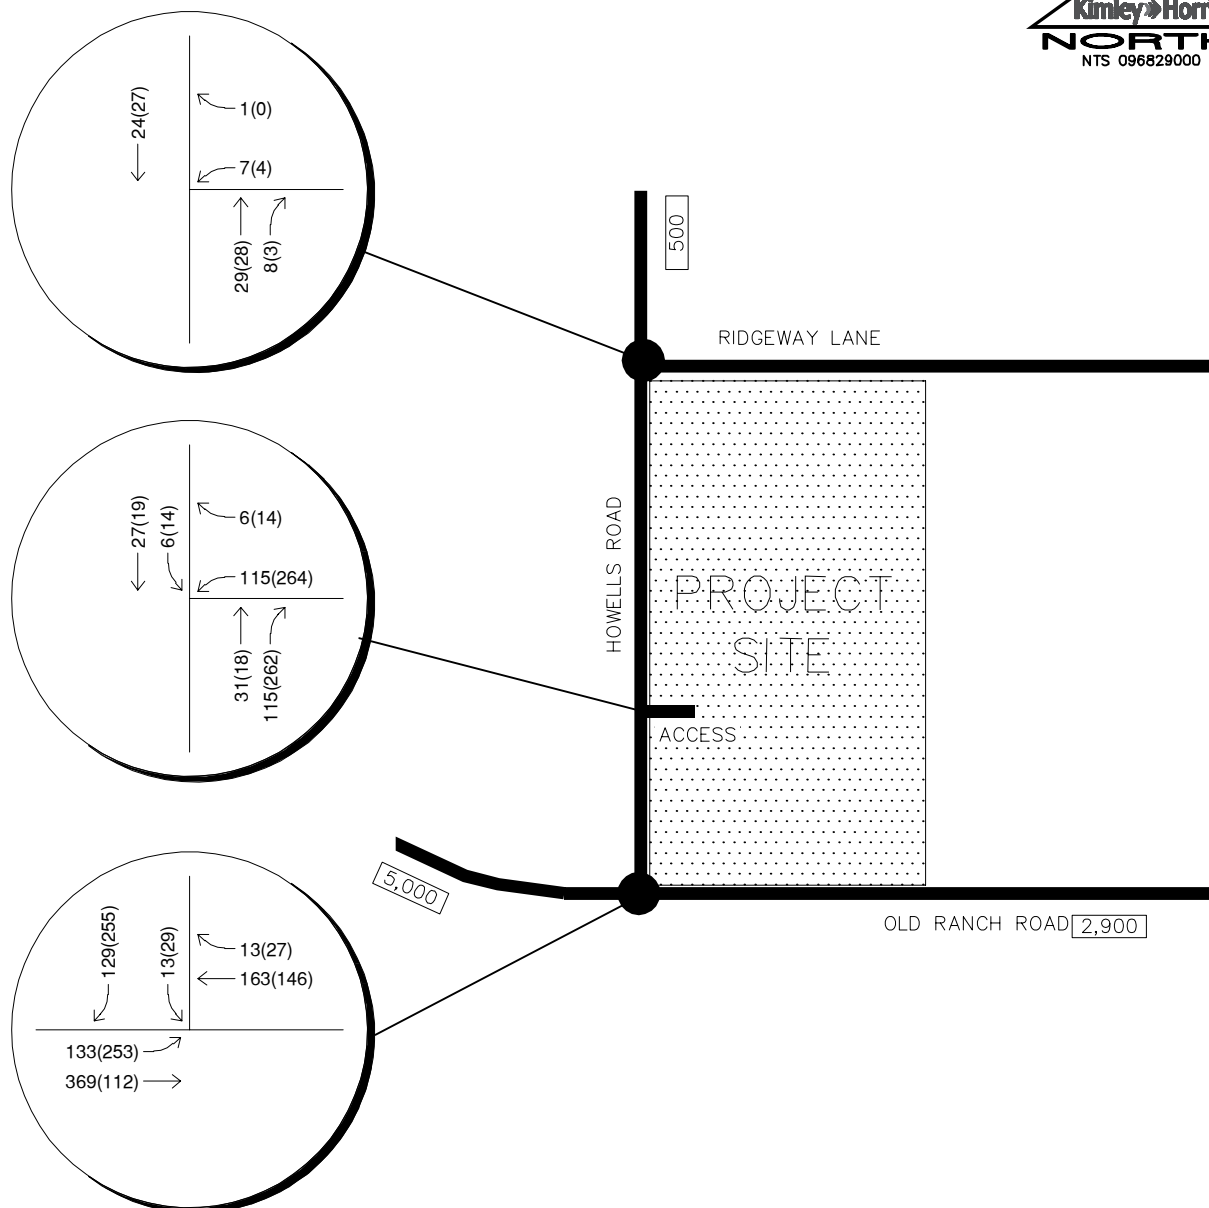 Kimley»Horn
NORTH
NTS 096829000
24(27)
1(0)
7(4)
29(28)
8(3)
500
RIDGEWAY LANE
27(19)
6(14)
6(14)
115(264)
31(18)
115(262)
HOWELLS ROAD
PROJECT
SITE
ACCESS
5,000
OLD RANCH ROAD 2,900
129(255)
13(29)
13(27)
163(146)
133(253)
369(112)